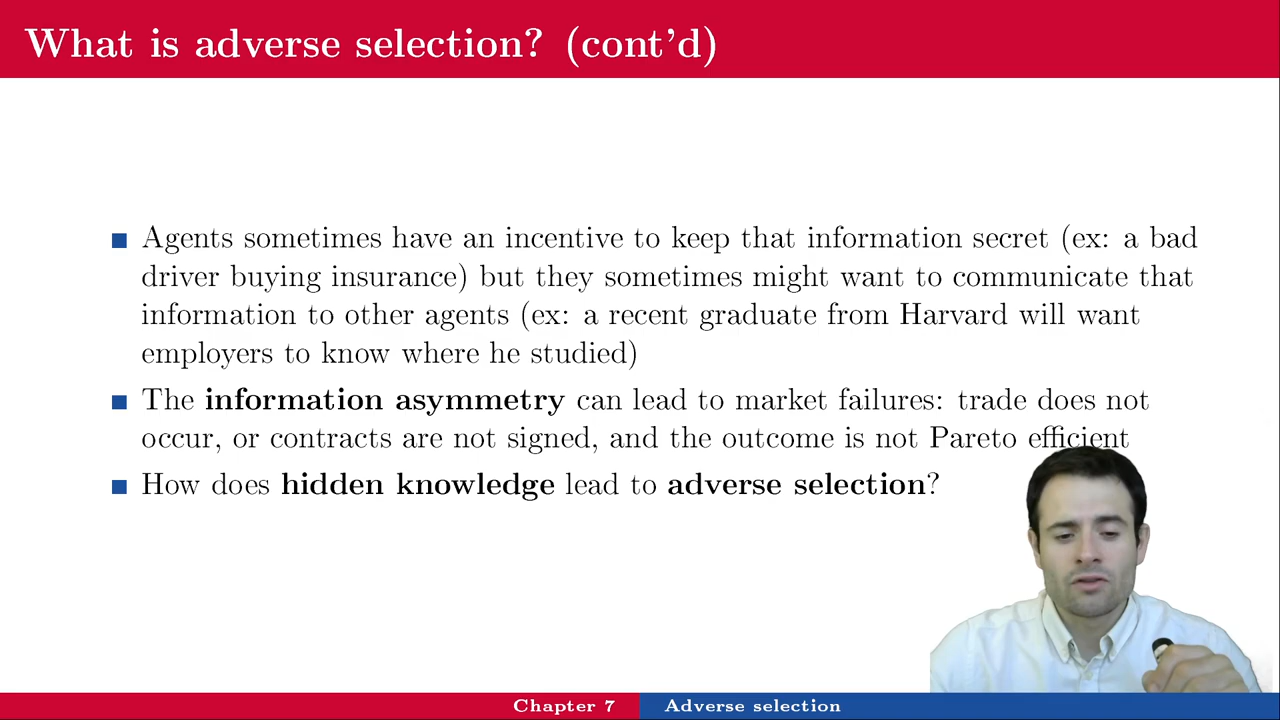 What is adverse selection? (cont'd)
Agents sometimes have an incentive to keep that information secret (ex: a bad
driver buying insurance) but they sometimes might want to communicate that
information to other agents (ex: a recent graduate from Harvard will want
employers to know where he studied)
The information asymmetry can lead to market failures: trade does not
occur, or contracts are not signed, and the outcome is not Pareto efficient
How does hidden knowledge lead to adverse selection?
Chapter 7 Adverse selection